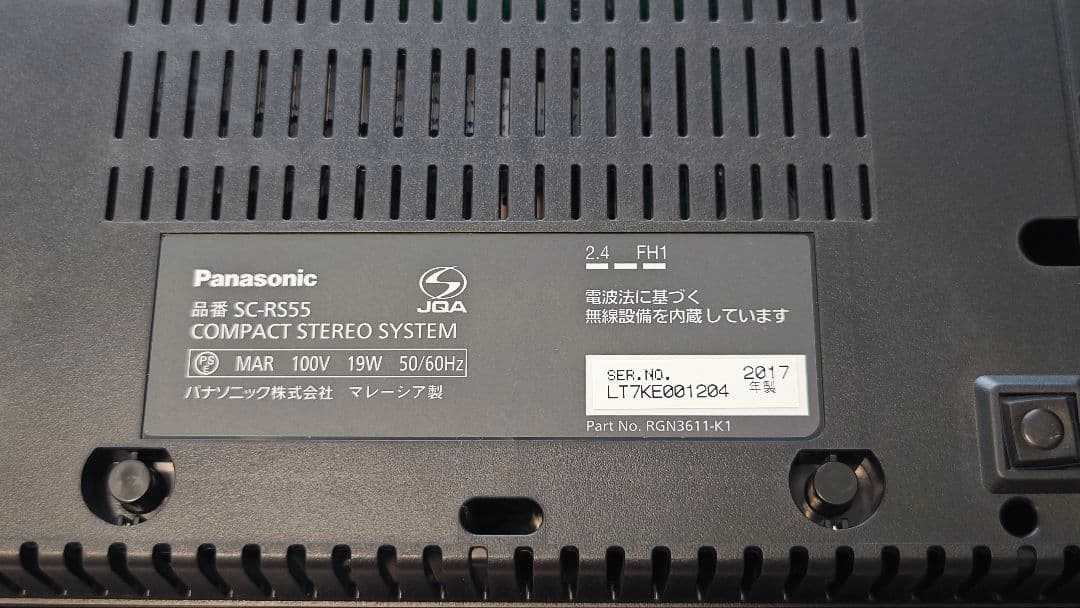 Panasonic
JQA
品番 SC-RS55
COMPACT STEREO SYSTEM
PS E MAR 100V 19W 50/60Hz
パナソニック株式会社 マレーシア製
2.4 FH1
電波法に基づく
無線設備を内蔵しています
SER.NO. 2017
LT7KE001204 年製
Part No. RGN3611-K1